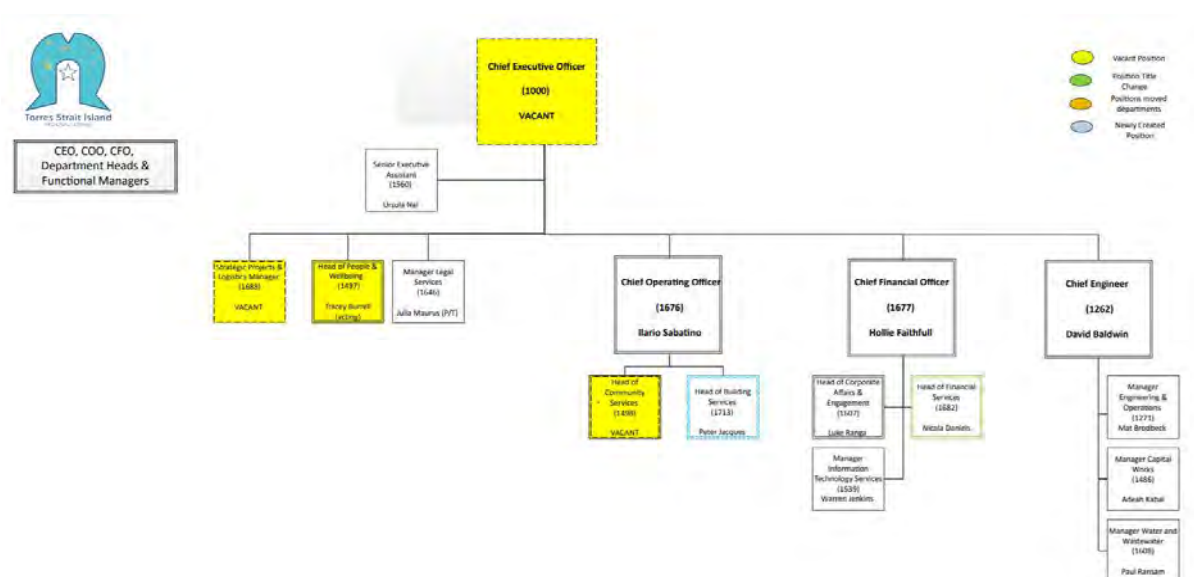 Torres Strait Island
CEO, COO, CFO,
Department Heads &
Functional Managers
Chief Executive Officer
(1000)
VACANT
Vacant Position
Position Title
Change
Positions moved
departments
Newly Created
Position
Senior Executive
Assistant
(1560)
Ursula Nai
Strategic Projects &
Logistics Manager
VACANT
Head of People &
Wellbeing
(1497)
Tracey Burrell
(acting)
Manager Legal
Services
(1646)
Julia Maurus (P/T)
Chief Operating Officer
(1676)
Ilario Sabatino
Chief Financial Officer
(1677)
Hollie Faithfull
Chief Engineer
(1262)
David Baldwin
Head of
Community
Services
(1498)
VACANT
Head of Building
Services
(1713)
Peter Jacques
Head of Corporate
Affairs &
Engagement
Luke Ranga
Head of Financial
Services
(1682)
Nicola Daniels
Manager
Information
Technology Services
(1539)
Warren Jenkins
Manager
Engineering &
Operations
(1271)
Mat Brodbeck
Manager Capital
Works
(1486)
Manager Water and
Wastewater
Paul Ransam